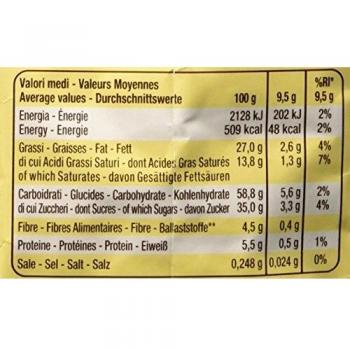 Valori medi - Valeurs Moyennes %RI*
Average values - Durchschnittswerte 100 g 9,5 g 9,5 g
Energia - Énergie 2128 kJ 202 kJ 2%
Energy - Energie 509 kcal 48 kcal 2%
Grassi - Graisses - Fat - Fett 27,0 g 2,6 g 4%
di cui Acidi Grassi Saturi - dont Acides Gras Saturés 13,8 g 1,3 g 7%
of which Saturates - davon Gesättigte Fettsäuren
Carboidrati - Glucides - Carbohydrate - Kohlenhydrate 58,8 g 5,6 g 2%
di cui Zuccheri - dont Sucres - of which Sugars - davon Zucker 35,0 g 3,3 g 4%
Fibre - Fibres Alimentaires - Fibre - Ballaststoffe** 4,5 g 0,4 g
Proteine - Protéines - Protein - Eiweiß 5,5 g 0,5 g 1%
Sale - Sel - Salt - Salz 0,248 g 0,024 g 0%